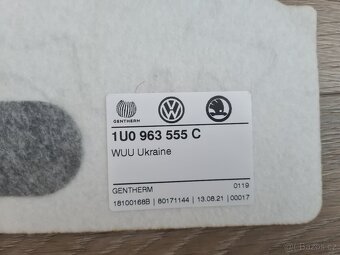 GENTHERM
1U0 963 555 C
WUU Ukraine
GENTHERM 0119
18100168B | 80171144 | 13.08.21 | 00017